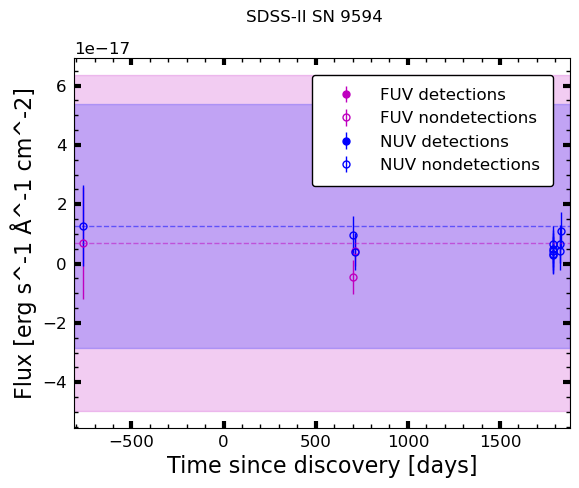 SDSS-II SN 9594
1e−17
FUV detections
FUV nondetections
NUV detections
NUV nondetections
6
4
2
0
−2
−4
Flux [erg s^-1 Å^-1 cm^-2]
−500
0
500
1000
1500
Time since discovery [days]